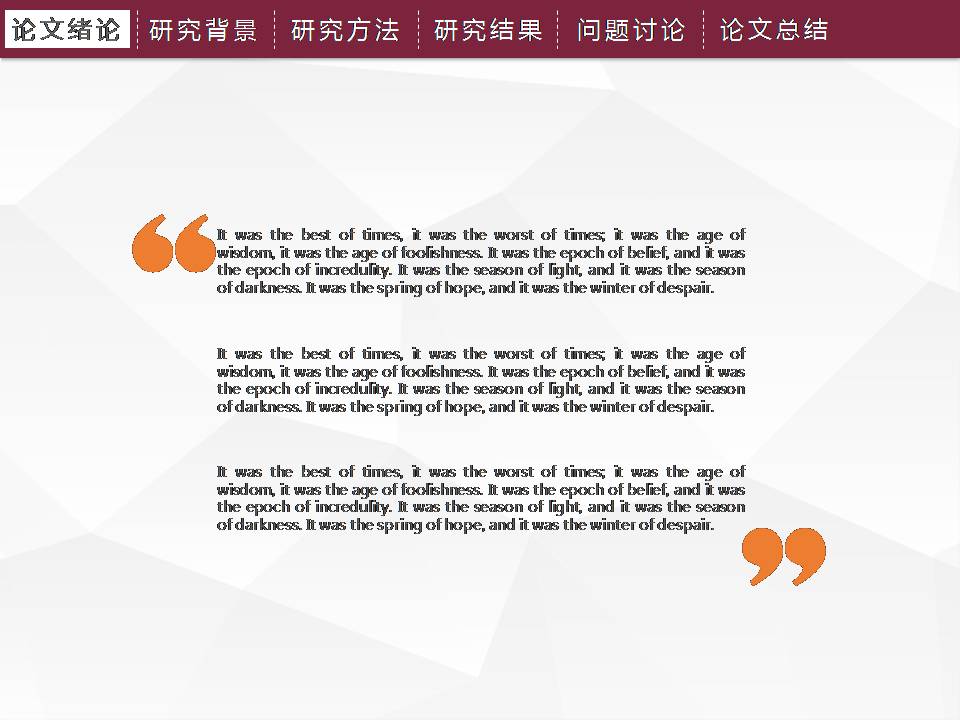 论文绪论 研究背景 研究方法 研究结果 问题讨论 论文总结
It was the best of times, it was the worst of times; it was the age of
wisdom, it was the age of foolishness. It was the epoch of belief, and it was
the epoch of incredulity. It was the season of light, and it was the season
of darkness. It was the spring of hope, and it was the winter of despair.
It was the best of times, it was the worst of times; it was the age of
wisdom, it was the age of foolishness. It was the epoch of belief, and it was
the epoch of incredulity. It was the season of light, and it was the season
of darkness. It was the spring of hope, and it was the winter of despair.
It was the best of times, it was the worst of times; it was the age of
wisdom, it was the age of foolishness. It was the epoch of belief, and it was
the epoch of incredulity. It was the season of light, and it was the season
of darkness. It was the spring of hope, and it was the winter of despair.